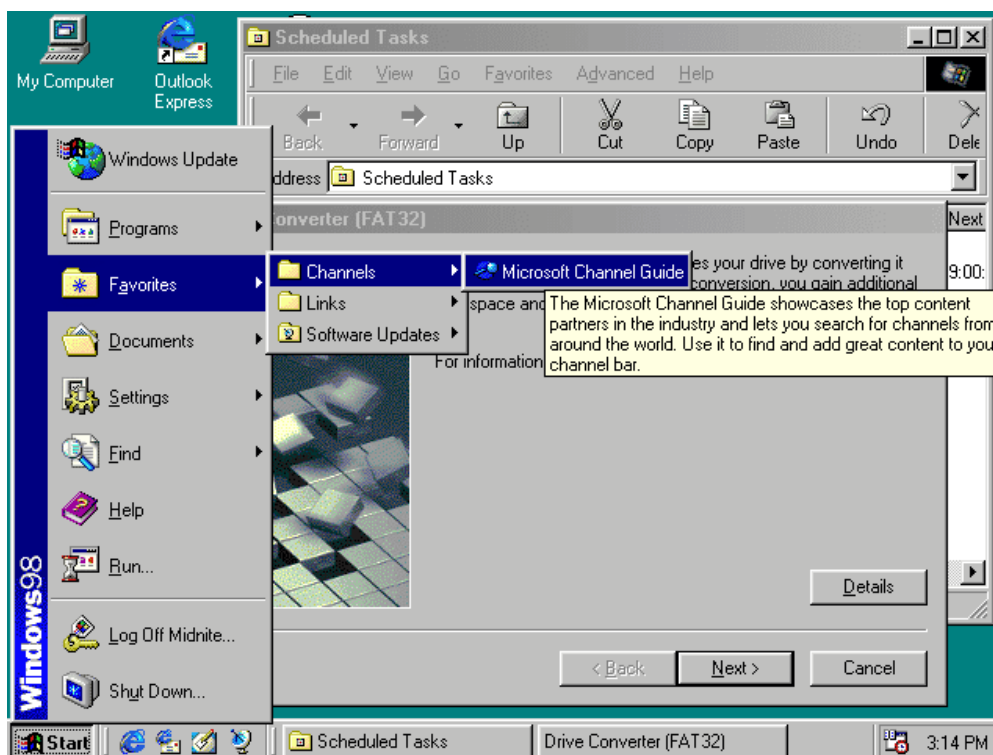 My Computer
Outlook
Express
Scheduled Tasks
File Edit View Go Favorites Advanced Help
Back Forward Up Cut Copy Paste Undo Dele
ddress Scheduled Tasks
onverter (FAT32)
Next
es your drive by converting it
9:00:
conversion, you gain additional
space and
For information
Windows Update
Programs
Favorites
Documents
Settings
Find
Help
Run...
Log Off Midnite...
Shut Down...
Windows98
Channels
Links
Software Updates
Microsoft Channel Guide
The Microsoft Channel Guide showcases the top content
partners in the industry and lets you search for channels from
around the world. Use it to find and add great content to you
channel bar.
Details
< Back Next > Cancel
Start Scheduled Tasks Drive Converter (FAT32) 3:14 PM